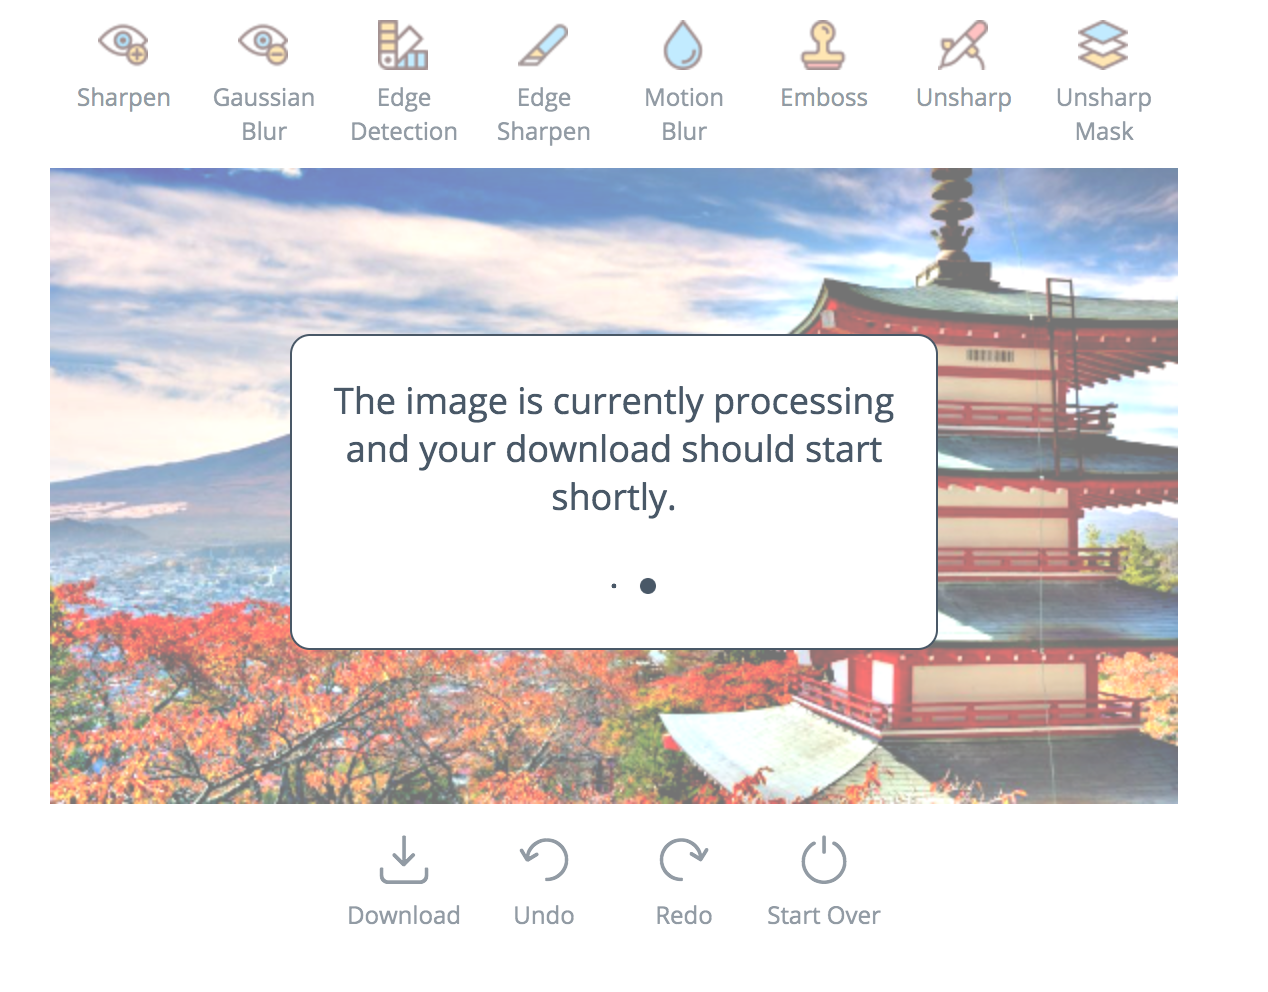 Sharpen
Gaussian
Blur
Edge
Detection
Edge
Sharpen
Motion
Blur
Emboss
Unsharp
Unsharp
Mask
The image is currently processing
and your download should start
shortly.
Download
Undo
Redo
Start Over